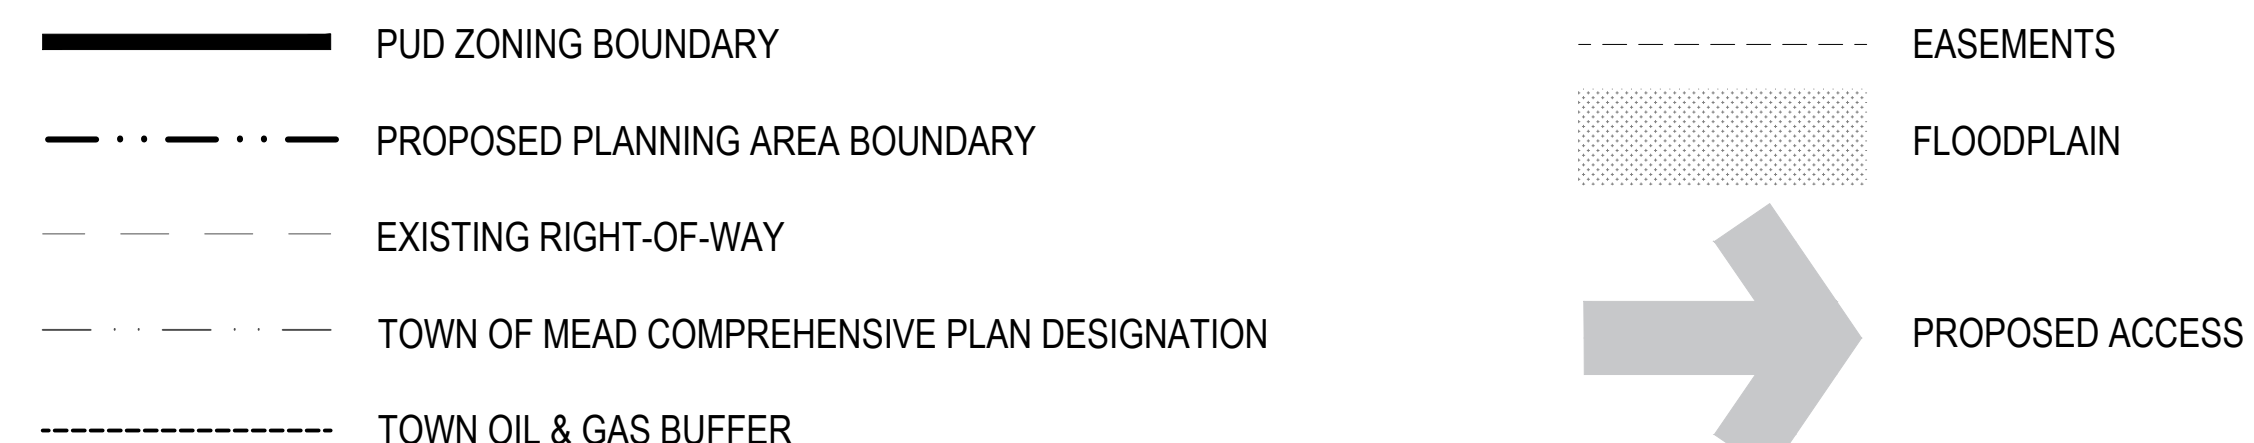 PUD ZONING BOUNDARY
PROPOSED PLANNING AREA BOUNDARY
EXISTING RIGHT-OF-WAY
TOWN OF MEAD COMPREHENSIVE PLAN DESIGNATION
TOWN OIL & GAS BUFFER
EASEMENTS
FLOODPLAIN
PROPOSED ACCESS